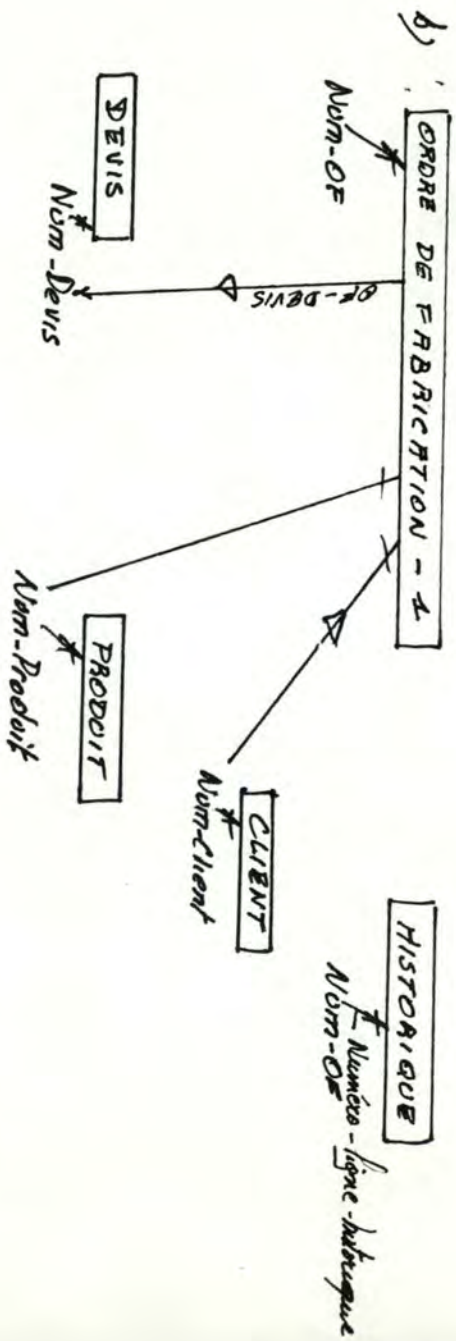 b)
ORDRE DE FABRICATION - 1
Num-OF
OF-DEVIS
DEVIS
Num-Devis
PRODUIT
Nom-Produit
CLIENT
Num-Client
HISTORIQUE
Numéro-ligne-historique
Num-OF